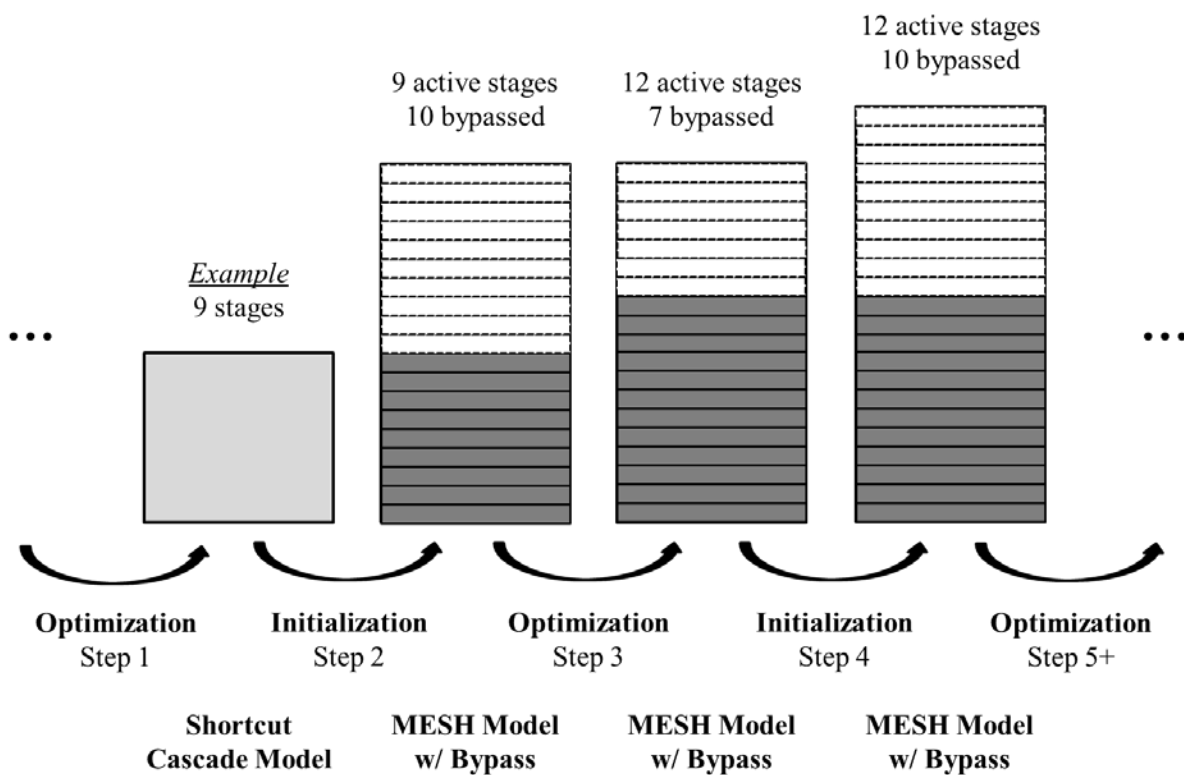 12 active stages
10 bypassed
9 active stages
10 bypassed
12 active stages
7 bypassed
Example
9 stages
...
...
Optimization
Step 1
Initialization
Step 2
Optimization
Step 3
Initialization
Step 4
Optimization
Step 5+
Shortcut
Cascade Model
MESH Model
w/ Bypass
MESH Model
w/ Bypass
MESH Model
w/ Bypass